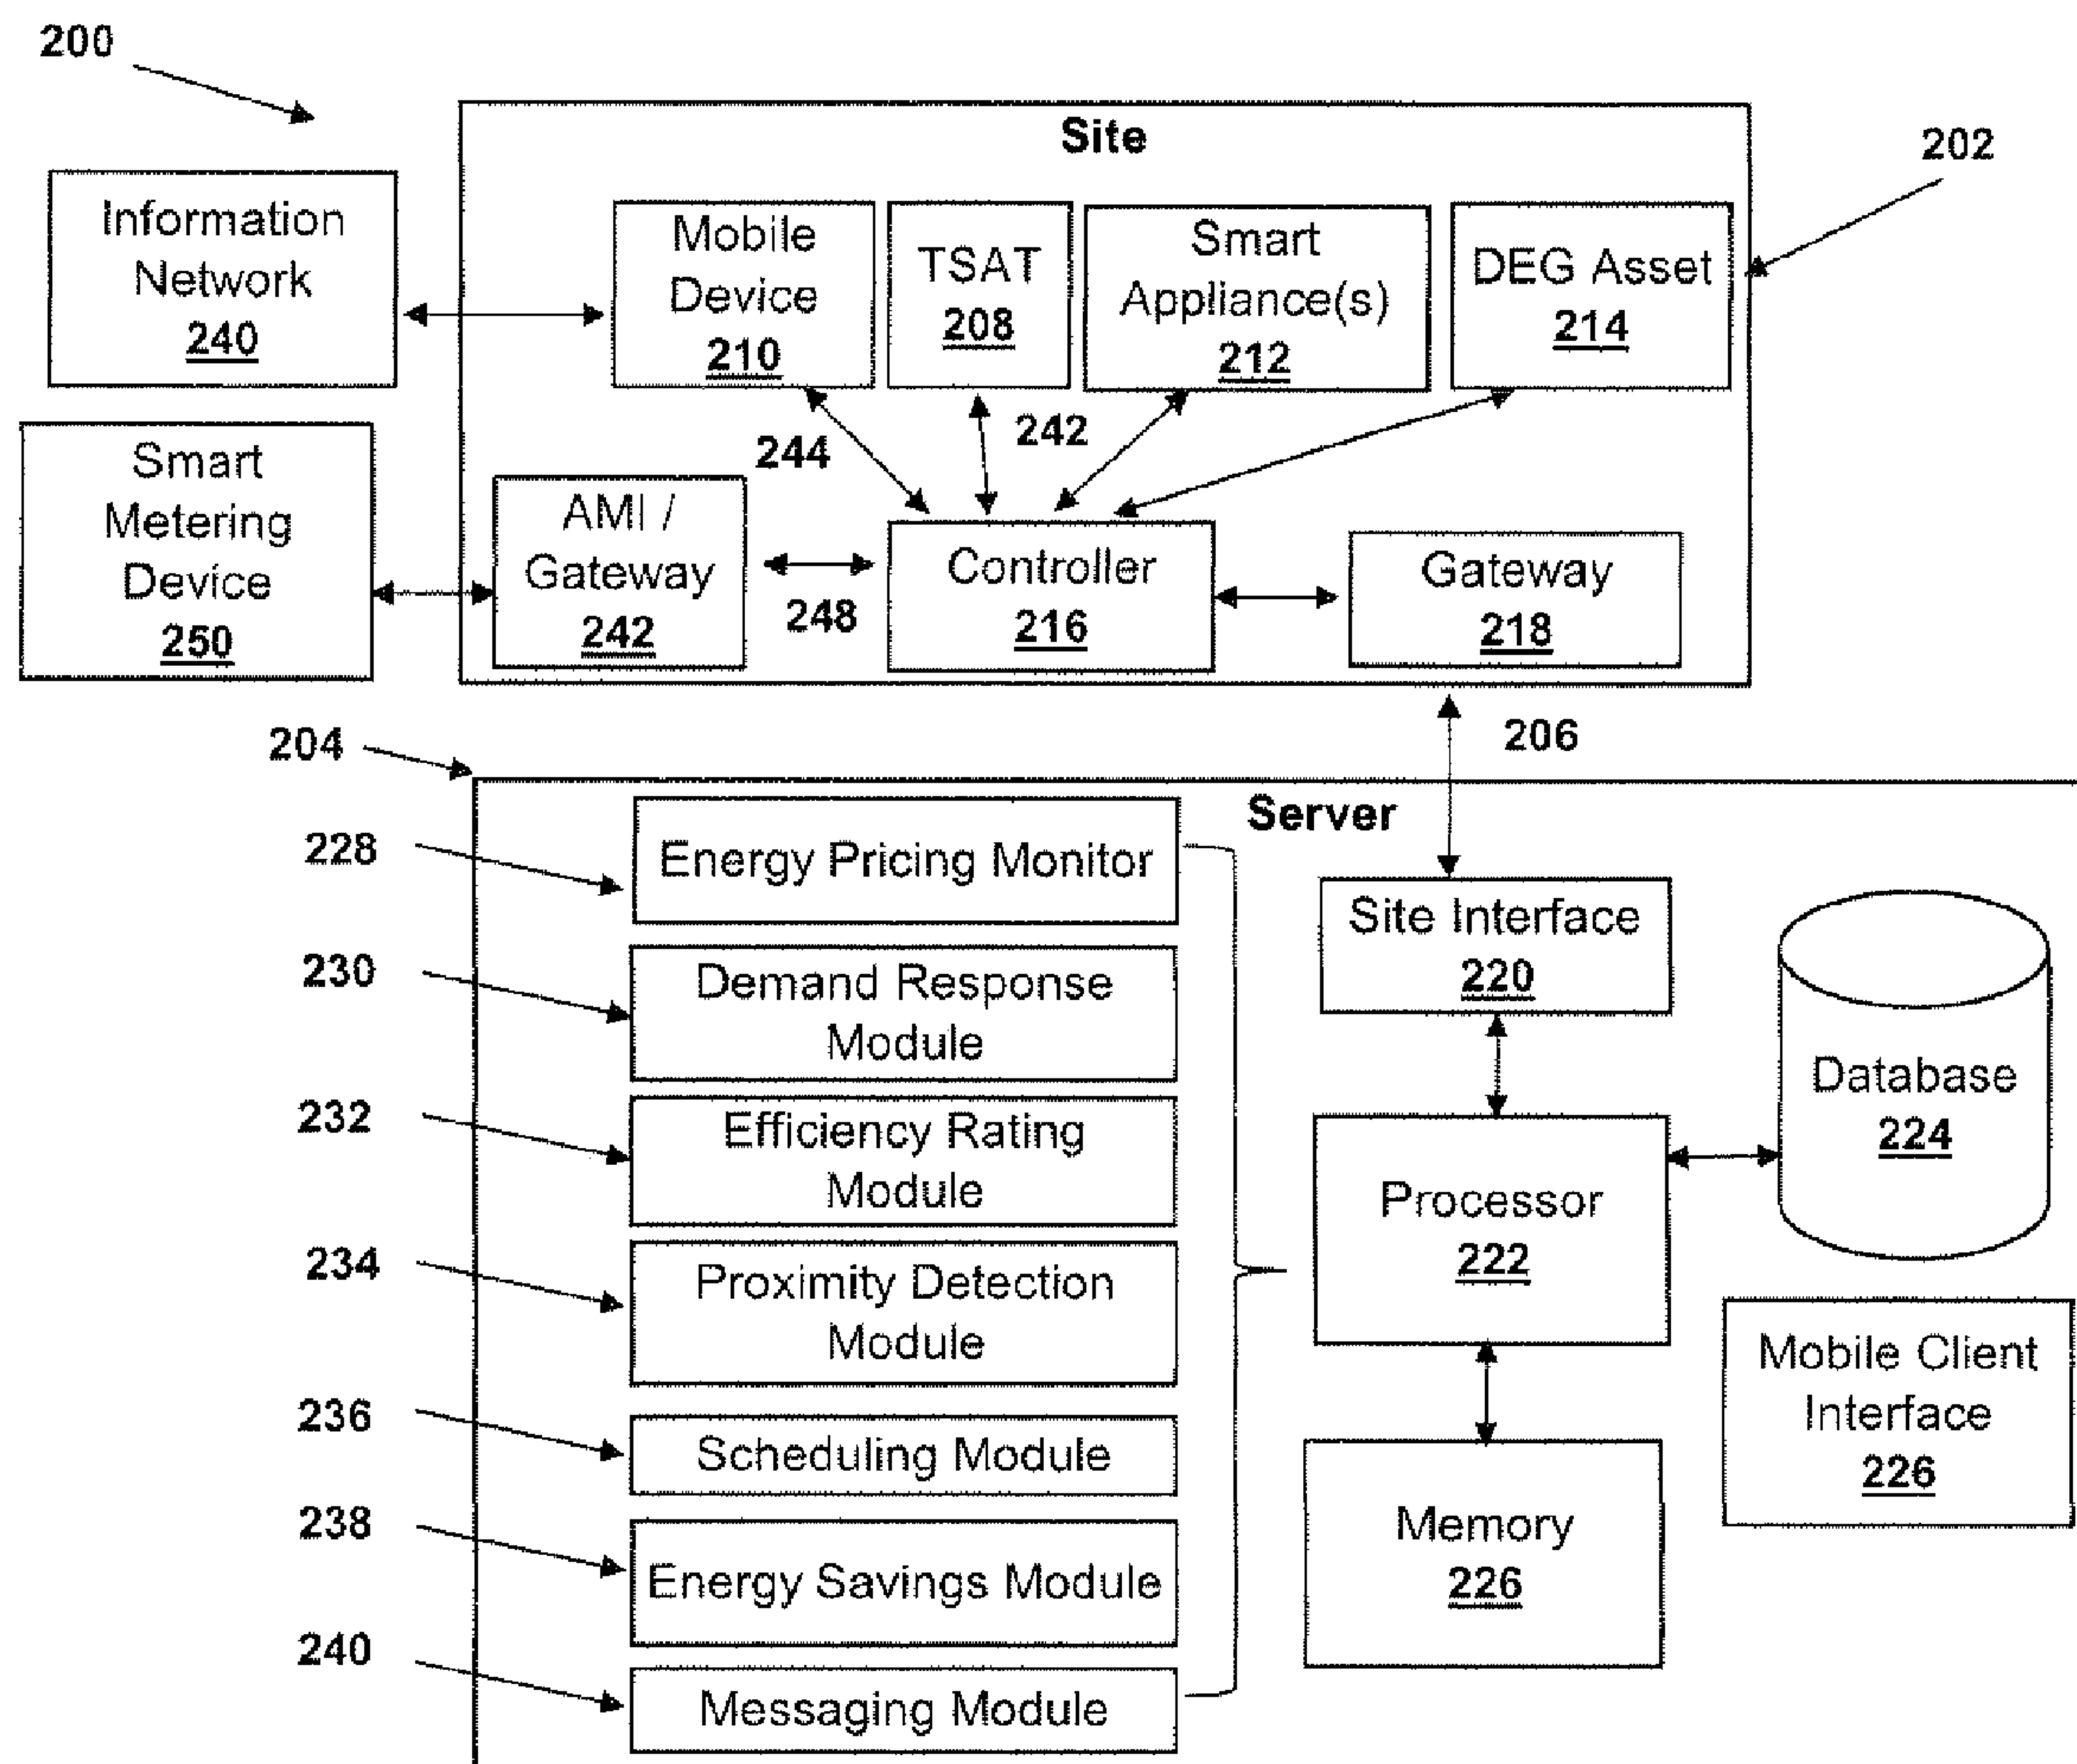 200
Site
202
Information
Network
240
Mobile
Device
210
TSAT
208
Smart
Appliance(s)
212
DEG Asset
214
Smart
Metering
Device
250
244
242
AMI /
Gateway
242
248
Controller
216
Gateway
218
206
204
Server
228
Energy Pricing Monitor
230
Demand Response
Module
232
Efficiency Rating
Module
234
Proximity Detection
Module
236
Scheduling Module
238
Energy Savings Module
240
Messaging Module
Site Interface
220
Processor
222
Database
224
Memory
226
Mobile Client
Interface
226